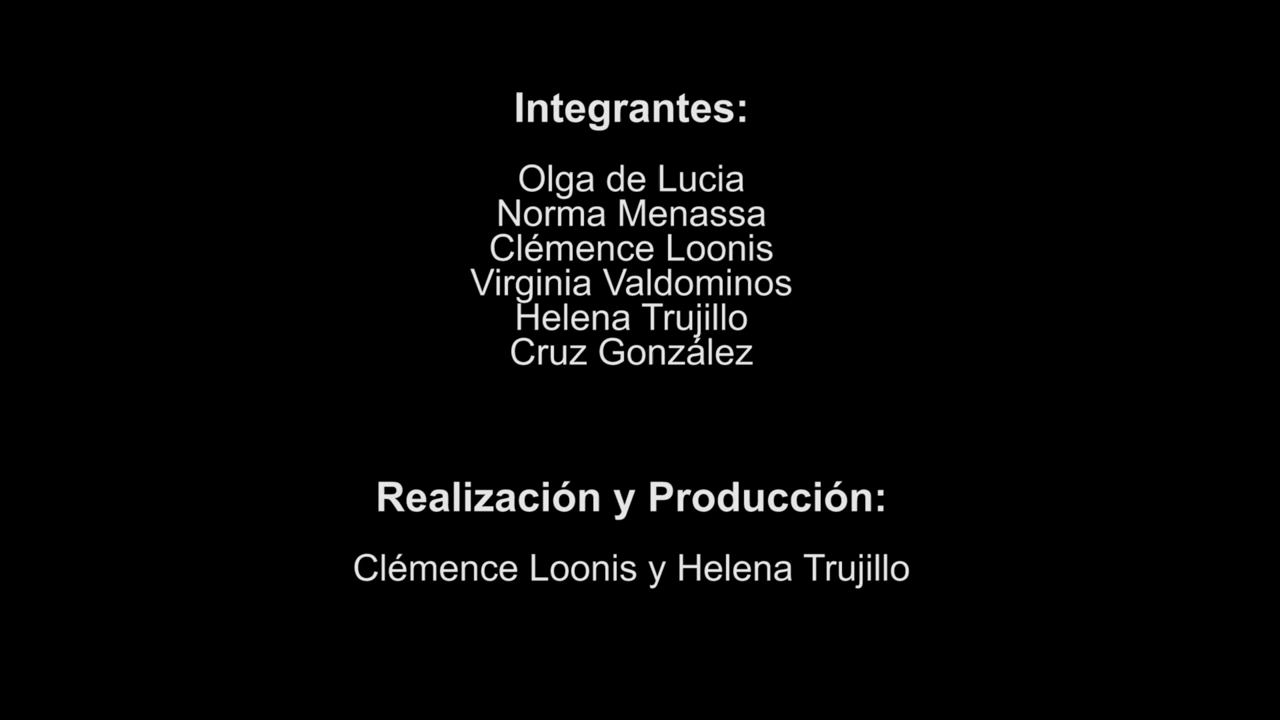 Integrantes:
Olga de Lucia
Norma Menassa
Clémence Loonis
Virginia Valdominos
Helena Trujillo
Cruz González
Realización y Producción:
Clémence Loonis y Helena Trujillo